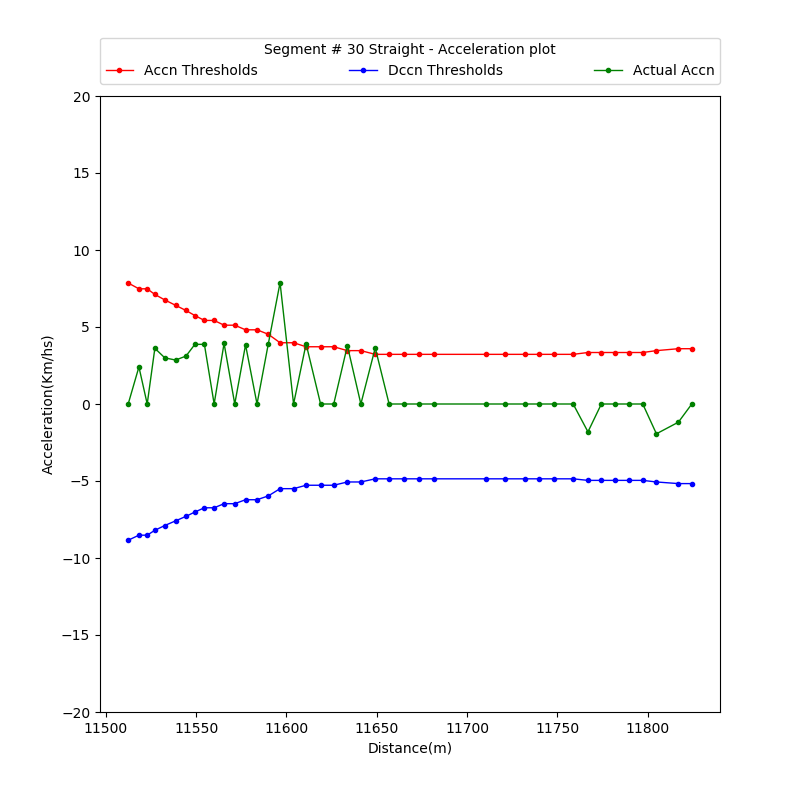 Segment # 30 Straight - Acceleration plot
Accn Thresholds Dccn Thresholds Actual Accn
20
15
10
5
0
−5
−10
−15
−20
Acceleration(Km/hs)
11500 11550 11600 11650 11700 11750 11800
Distance(m)